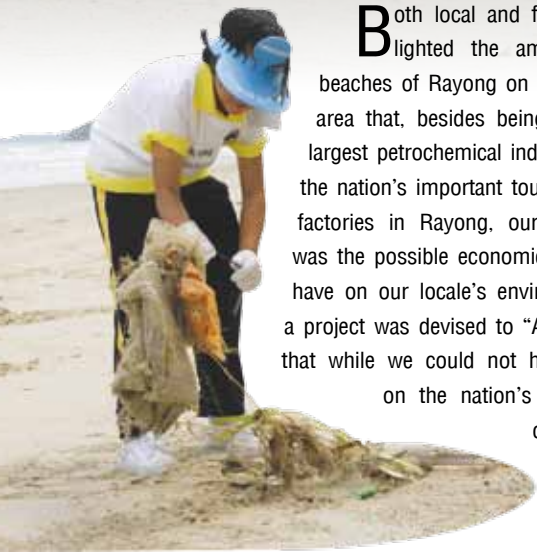 Both local and f
lighted the am
beaches of Rayong on
area that, besides being
largest petrochemical ind
the nation's important tou
factories in Rayong, our
was the possible economic
have on our locale's envir
a project was devised to “A
that while we could not h
on the nation's